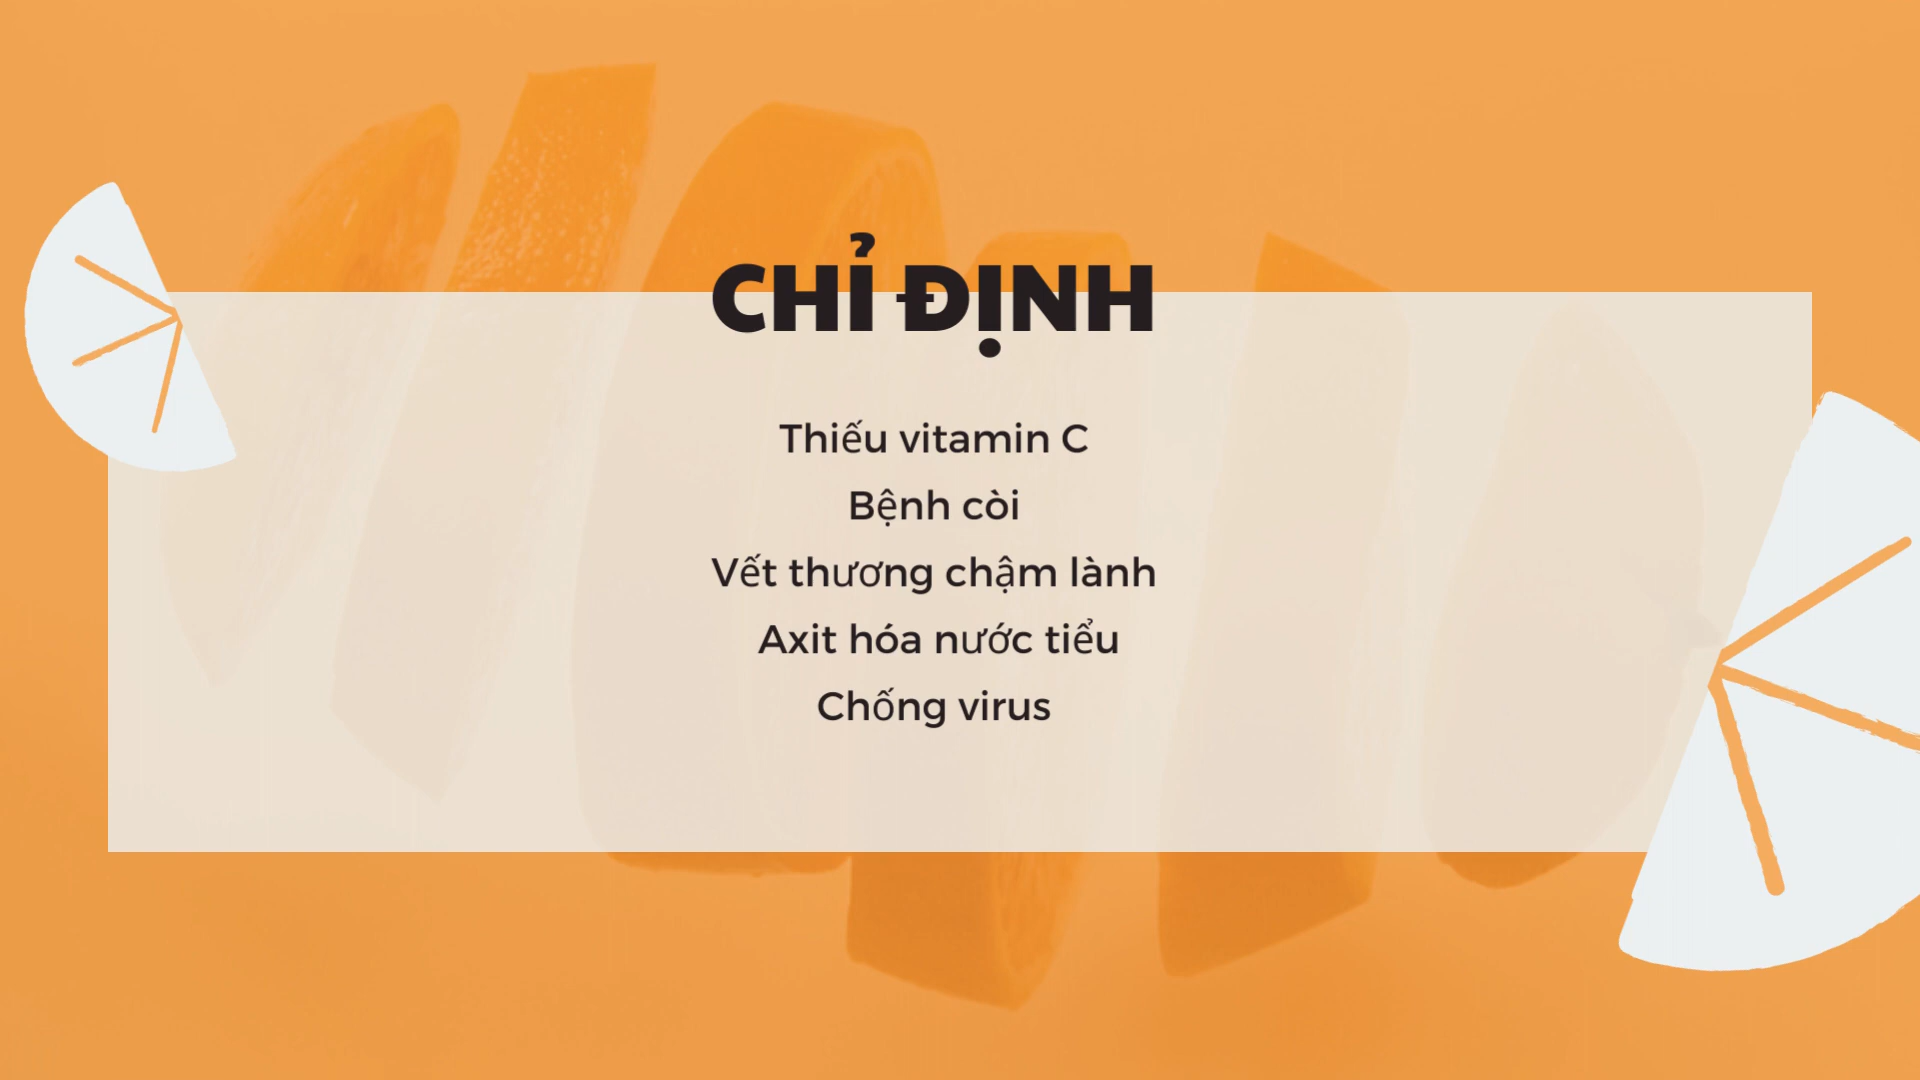 CHỈ ĐỊNH
Thiếu vitamin C
Bệnh còi
Vết thương chậm lành
Axit hóa nước tiểu
Chống virus